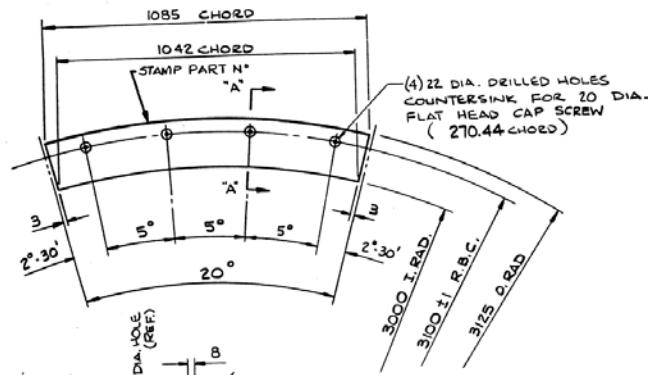 1085 CHORD
1042 CHORD
STAMP PART Nº
"A"
(4) 22 DIA. DRILLED HOLES
COUNTERSINK FOR 20 DIA.
FLAT HEAD CAP SCREW
( 270.44 CHORD)
"A"
3
3
5°
5°
5°
2°-30'
2°-30'
20°
3000 I. RAD.
3100 ±1 R.B.C.
3125 O. RAD
DIA. HOLE
(REF.)
8